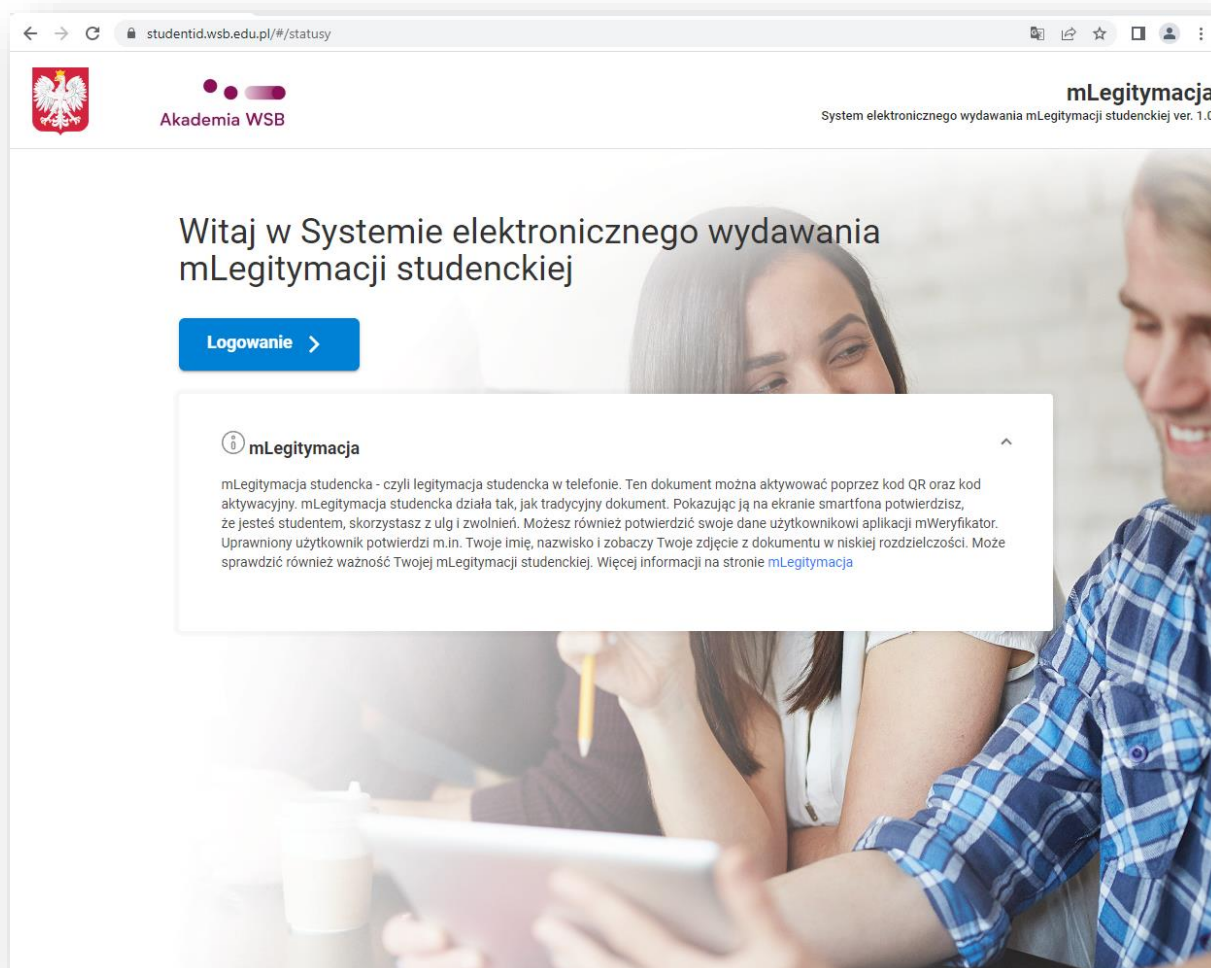 studentid.wsb.edu.pl/#/statusy
Akademia WSB
mLegitymacja
System elektronicznego wydawania mLegitymacji studenckiej ver. 1.0
Witaj w Systemie elektronicznego wydawania
mLegitymacji studenckiej
Logowanie
mLegitymacja
mLegitymacja studencka - czyli legitymacja studencka w telefonie. Ten dokument można aktywować poprzez kod QR oraz kod
aktywacyjny. mLegitymacja studencka działa tak, jak tradycyjny dokument. Pokazując ją na ekranie smartfona potwierdzisz,
że jesteś studentem, skorzystasz z ulg i zwolnień. Możesz również potwierdzić swoje dane użytkownikowi aplikacji mWeryfikator.
Uprawniony użytkownik potwierdzi m.in. Twoje imię, nazwisko i zobaczy Twoje zdjęcie z dokumentu w niskiej rozdzielczości. Może
sprawdzić również ważność Twojej mLegitymacji studenckiej. Więcej informacji na stronie mLegitymacja